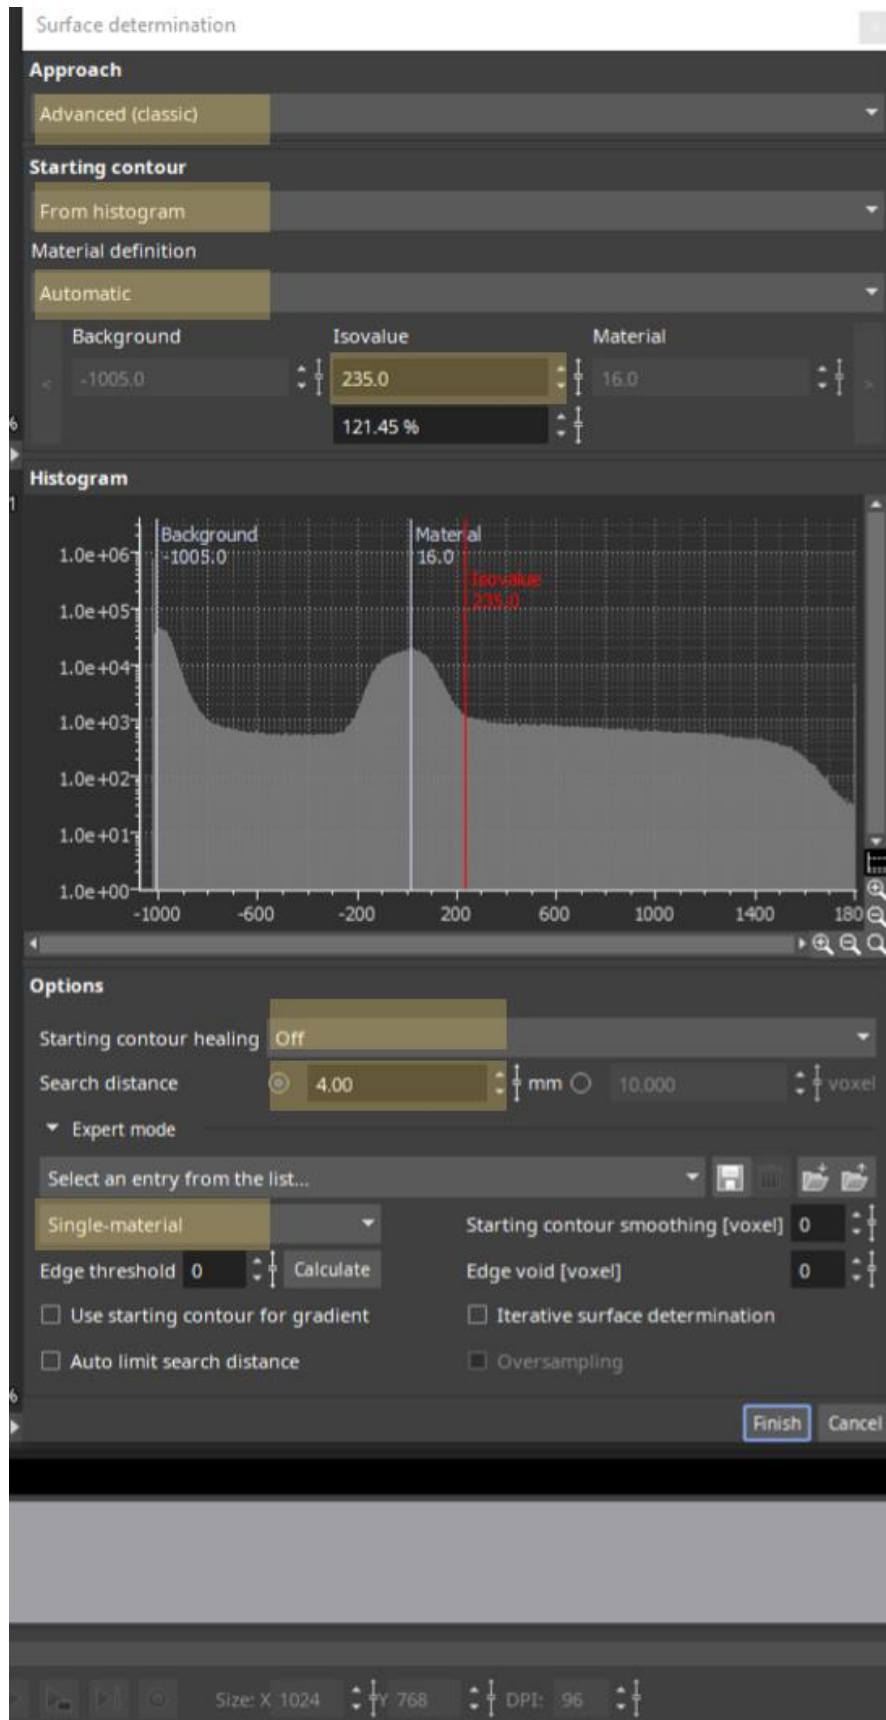 Surface determination
Approach
Advanced (classic)
Starting contour
From histogram
Material definition
Automatic
Background Isovalue Material
< -1005.0 235.0 16.0 >
121.45 %
%
Histogram
1
Background
-1005.0
Material
16.0
Isovalue
235.0
1.0e+06
1.0e+05
1.0e+04
1.0e+03
1.0e+02
1.0e+01
1.0e+00
-1000 -600 -200 200 600 1000 1400 180
Options
Starting contour healing Off
Search distance 4.00 mm 10.000 voxel
Expert mode
Select an entry from the list...
Single-material Starting contour smoothing [voxel] 0
Edge threshold 0 Calculate Edge void [voxel] 0
Use starting contour for gradient Iterative surface determination
Auto limit search distance Oversampling
%
Finish Cancel
Size: X 1024 Y 768 DPI: 96